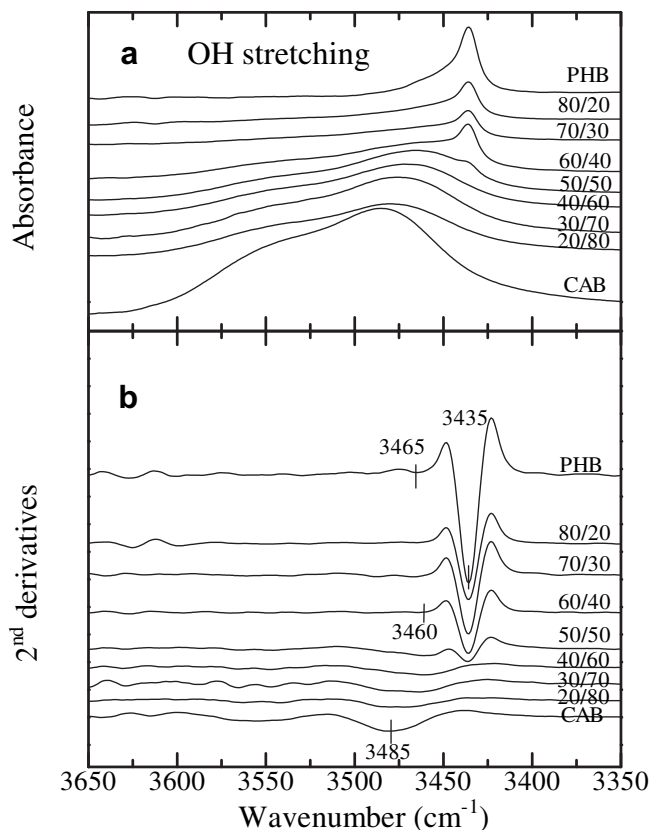 a OH stretching
PHB
80/20
70/30
60/40
50/50
40/60
30/70
20/80
CAB
Absorbance
b
3435
3465
PHB
80/20
70/30
60/40
3460
50/50
40/60
30/70
20/80
CAB
3485
2nd derivatives
3650 3600 3550 3500 3450 3400 3350
Wavenumber (cm-1)